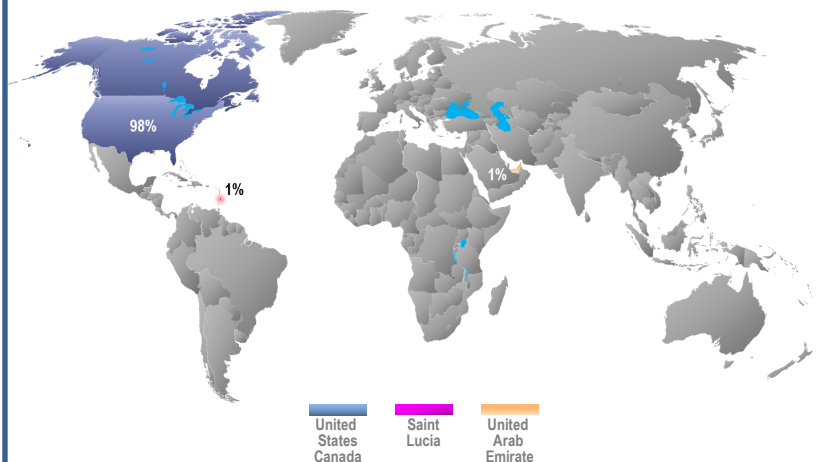 98%
1%
1%
United
States
Canada
Saint
Lucia
United
Arab
Emirate